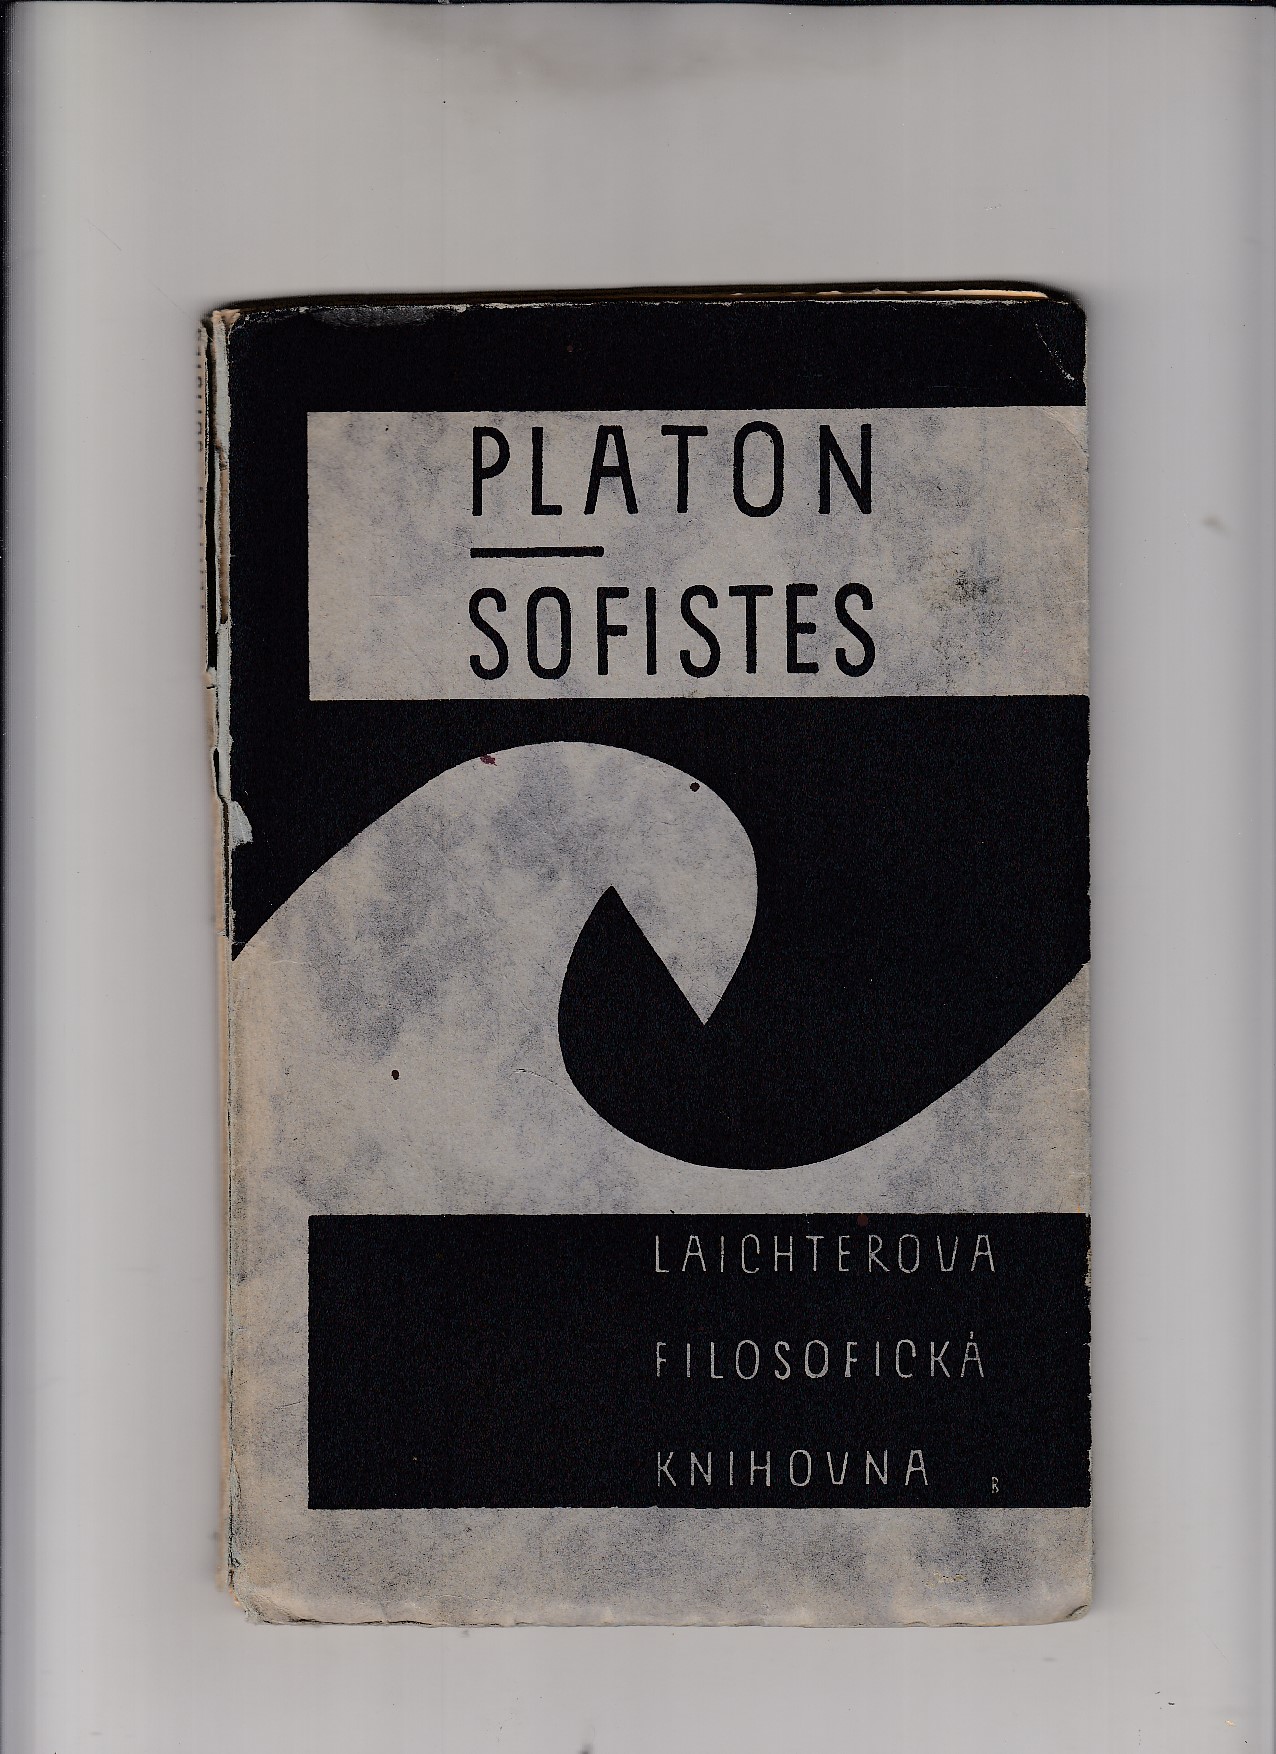 PLATON
SOFISTES
LAICHTEROVA
FILOSOFICKÁ
KNIHOVNA
R